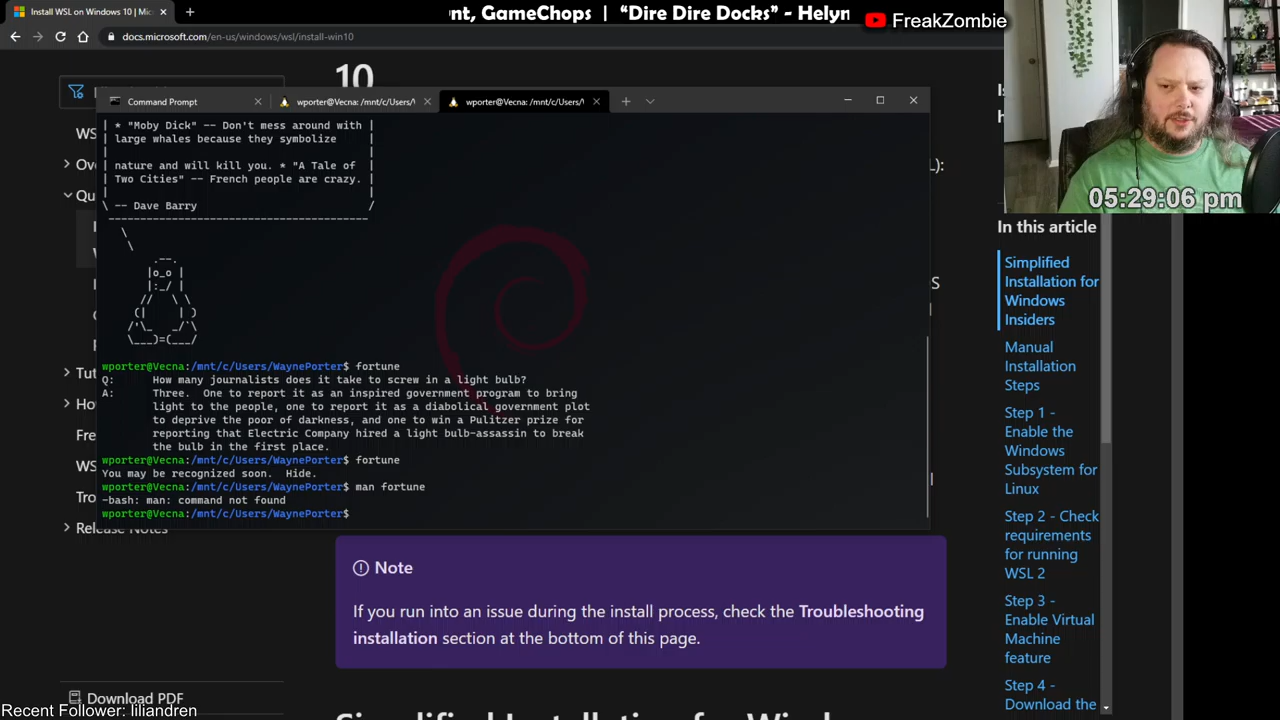 Install WSL on Windows 10 | Mic
nt, GameChops | “Dire Dire Docks” - Helyn
FreakZombie
docs.microsoft.com/en-us/windows/wsl/install-win10
10
Command Prompt
wporter@Vecna: /mnt/c/Users/
wporter@Vecna: /mnt/c/Users/
| * "Moby Dick" -- Don't mess around with |
| large whales because they symbolize |
| |
| nature and will kill you. * "A Tale of |
| Two Cities" -- French people are crazy. |
| |
\ -- Dave Barry /
----------------------------------------
\
\
.--.
|o_o |
|:_/ |
// \ \
(| | )
/'\_ _/`\
\___)=(___/
wporter@Vecna:/mnt/c/Users/WaynePorter$ fortune
Q: How many journalists does it take to screw in a light bulb?
A: Three. One to report it as an inspired government program to bring
light to the people, one to report it as a diabolical government plot
to deprive the poor of darkness, and one to win a Pulitzer prize for
reporting that Electric Company hired a light bulb-assassin to break
the bulb in the first place.
wporter@Vecna:/mnt/c/Users/WaynePorter$ fortune
You may be recognized soon. Hide.
wporter@Vecna:/mnt/c/Users/WaynePorter$ man fortune
-bash: man: command not found
wporter@Vecna:/mnt/c/Users/WaynePorter$
WS
Ov
Qu
Tut
Ho
Fre
WS
Tro
Release Notes
Download PDF
Recent Follower: liliandren
Note
If you run into an issue during the install process, check the Troubleshooting
installation section at the bottom of this page.
05:29:06 pm
In this article
Simplified
Installation for
Windows
Insiders
Manual
Installation
Steps
Step 1 -
Enable the
Windows
Subsystem for
Linux
Step 2 - Check
requirements
for running
WSL 2
Step 3 -
Enable Virtual
Machine
feature
Step 4 -
Download the